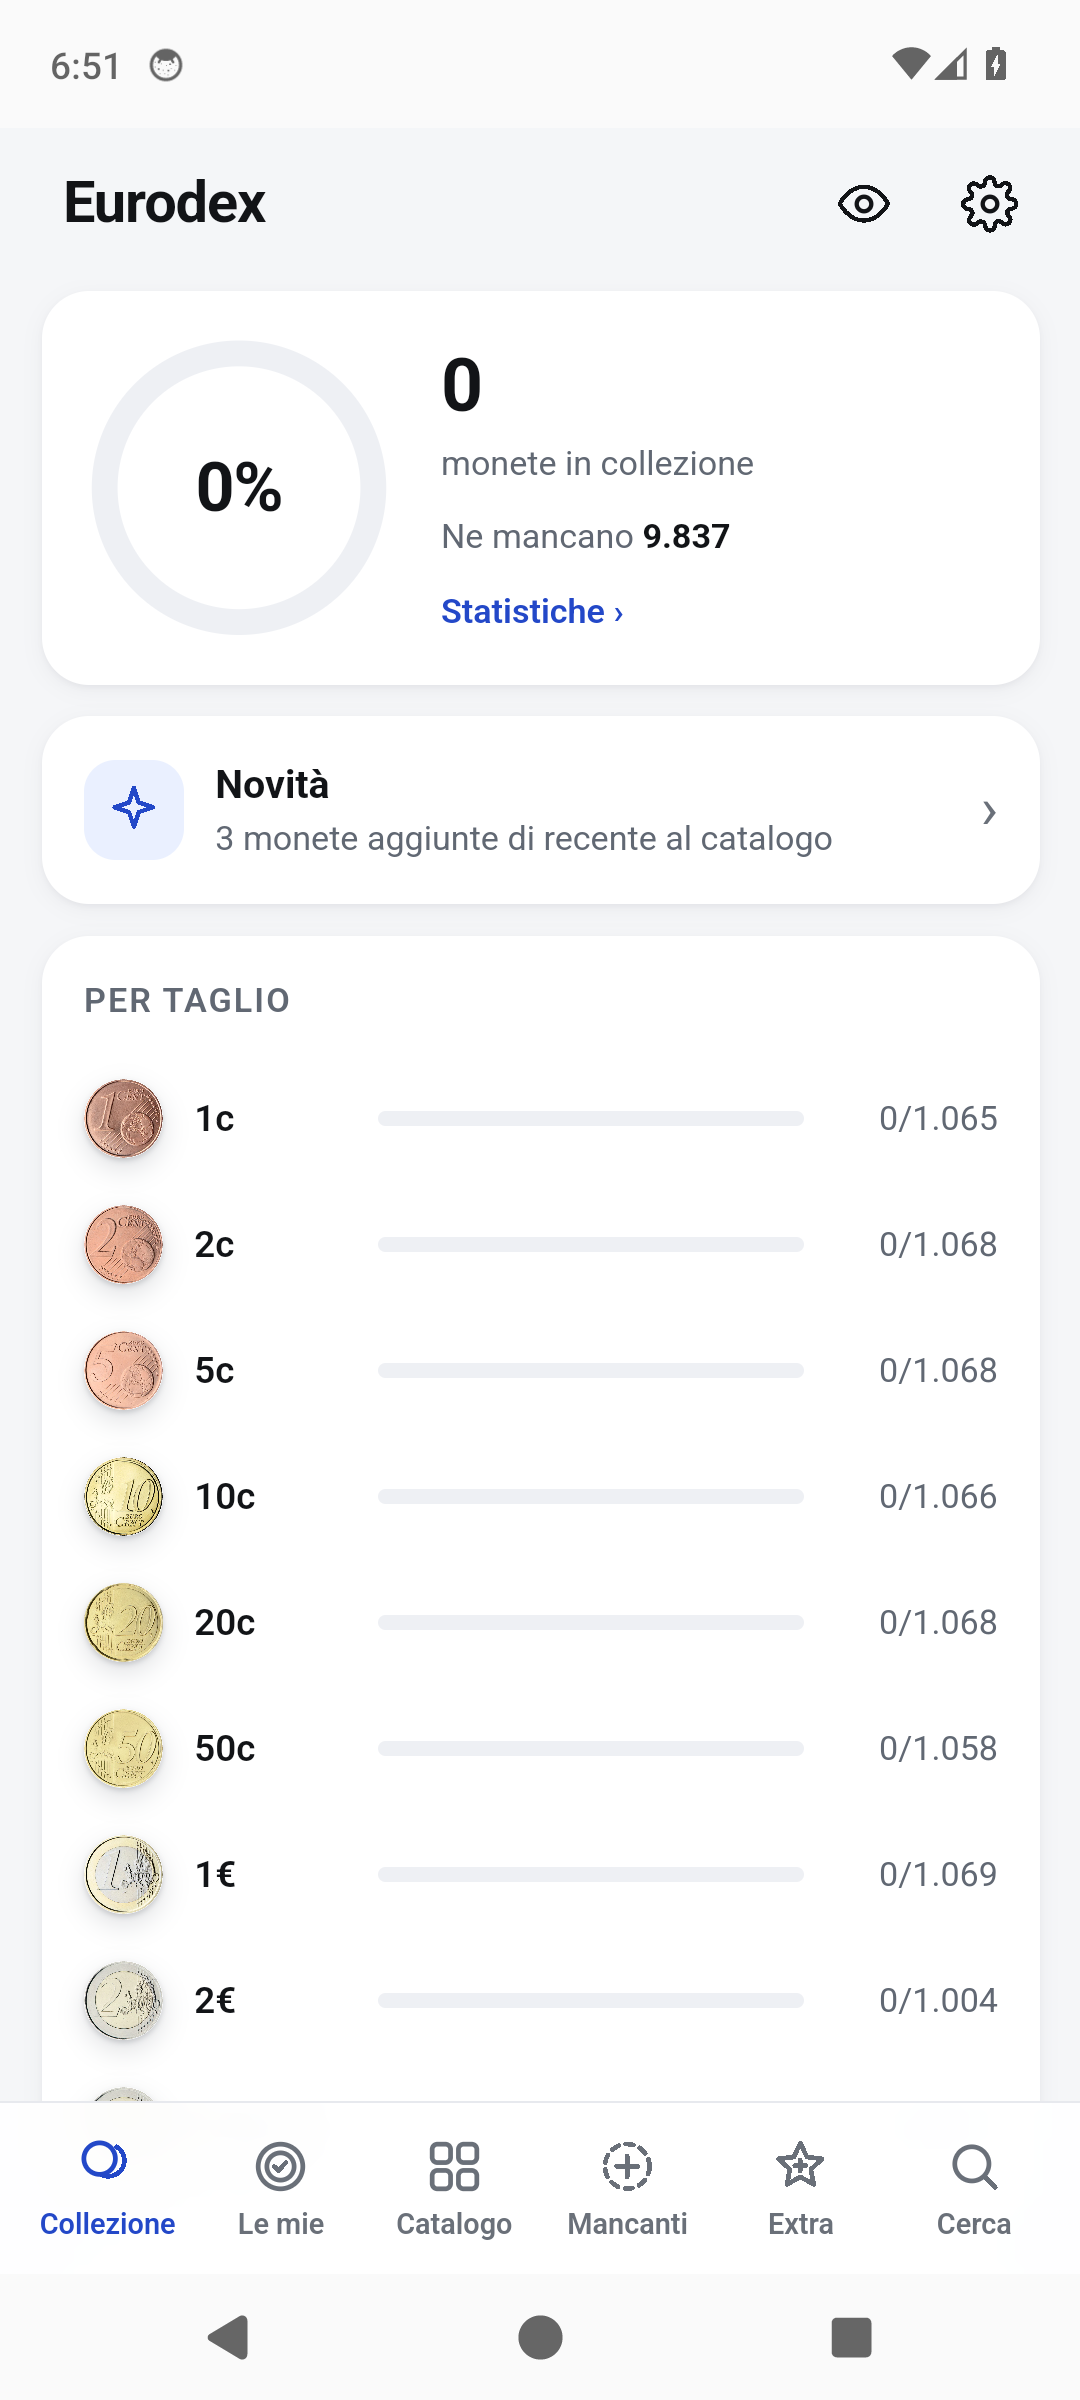 6:51
Eurodex
0%
0
monete in collezione
Ne mancano 9.837
Statistiche ›
Novità
3 monete aggiunte di recente al catalogo
PER TAGLIO
1c 0/1.065
2c 0/1.068
5c 0/1.068
10c 0/1.066
20c 0/1.068
50c 0/1.058
1€ 0/1.069
2€ 0/1.004
Collezione Le mie Catalogo Mancanti Extra Cerca